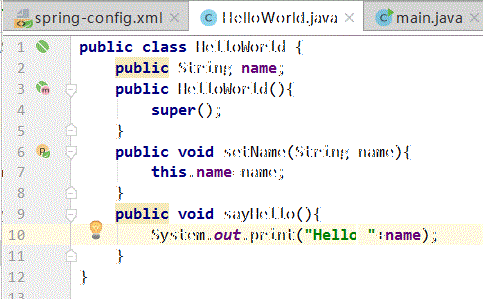 spring-config.xml HelloWorld.java main.java
1 public class HelloWorld {
2 public String name;
3 public HelloWorld(){
4 super();
5 }
6 public void setName(String name){
7 this.name=name;
8 }
9 public void sayHello(){
10 System.out.print("Hello "+name);
11 }
12 }
13